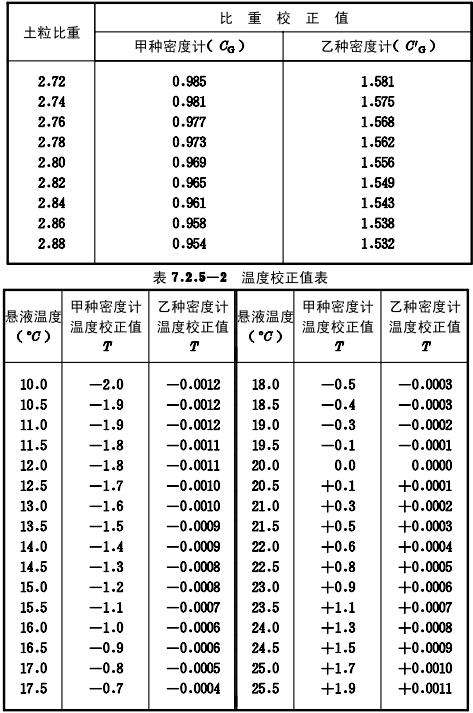 土粒比重 比 重 校 正 值
甲种密度计( CG ) 乙种密度计( C′G )
2.72 0.985 1.581
2.74 0.981 1.575
2.76 0.977 1.568
2.78 0.973 1.562
2.80 0.969 1.556
2.82 0.965 1.549
2.84 0.961 1.543
2.86 0.958 1.538
2.88 0.954 1.532
表 7.2.5—2 温度校正值表
悬液温度 (°C) 甲种密度计 温度校正值 T 乙种密度计 温度校正值 T 悬液温度 (°C) 甲种密度计 温度校正值 T 乙种密度计 温度校正值 T
10.0 −2.0 −0.0012 18.0 −0.5 −0.0003
10.5 −1.9 −0.0012 18.5 −0.4 −0.0003
11.0 −1.9 −0.0012 19.0 −0.3 −0.0002
11.5 −1.8 −0.0011 19.5 −0.1 −0.0001
12.0 −1.8 −0.0011 20.0 0.0 0.0000
12.5 −1.7 −0.0010 20.5 +0.1 +0.0001
13.0 −1.6 −0.0010 21.0 +0.3 +0.0002
13.5 −1.5 −0.0009 21.5 +0.5 +0.0003
14.0 −1.4 −0.0009 22.0 +0.6 +0.0004
14.5 −1.3 −0.0008 22.5 +0.8 +0.0005
15.0 −1.2 −0.0008 23.0 +0.9 +0.0006
15.5 −1.1 −0.0007 23.5 +1.1 +0.0007
16.0 −1.0 −0.0006 24.0 +1.3 +0.0008
16.5 −0.9 −0.0006 24.5 +1.5 +0.0009
17.0 −0.8 −0.0005 25.0 +1.7 +0.0010
17.5 −0.7 −0.0004 25.5 +1.9 +0.0011